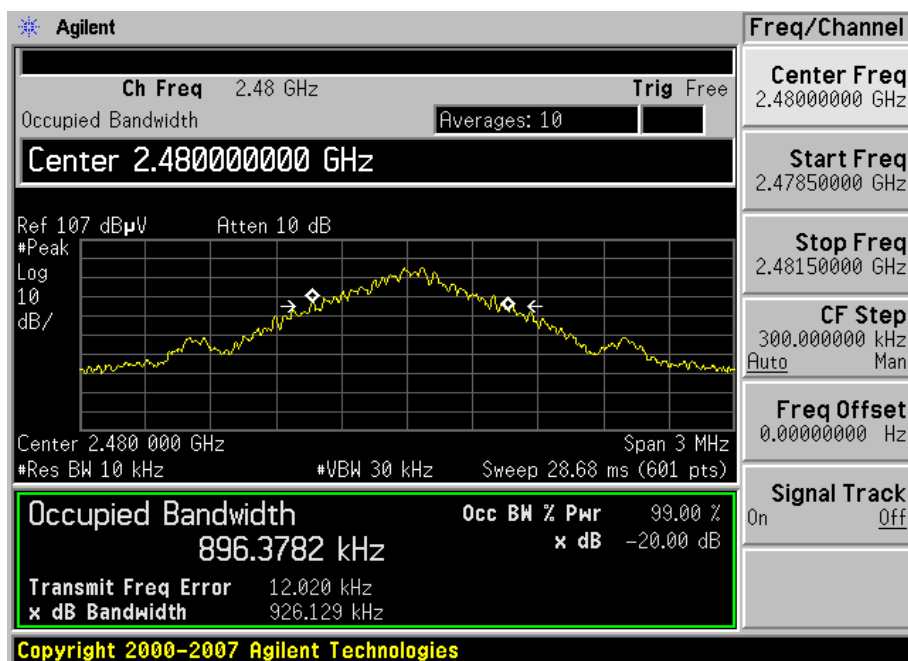 Agilent
Freq/Channel
Ch Freq 2.48 GHz Trig Free
Occupied Bandwidth Averages: 10
Center 2.480000000 GHz
Ref 107 dBµV Atten 10 dB
#Peak
Log
10
dB/
Center 2.480 000 GHz Span 3 MHz
#Res BW 10 kHz #VBW 30 kHz Sweep 28.68 ms (601 pts)
Occupied Bandwidth Occ BW % Pwr 99.00 %
896.3782 kHz x dB -20.00 dB
Transmit Freq Error 12.020 kHz
x dB Bandwidth 926.129 kHz
Copyright 2000-2007 Agilent Technologies
Center Freq
2.48000000 GHz
Start Freq
2.47850000 GHz
Stop Freq
2.48150000 GHz
CF Step
300.000000 kHz
Auto Man
Freq Offset
0.00000000 Hz
Signal Track
On Off